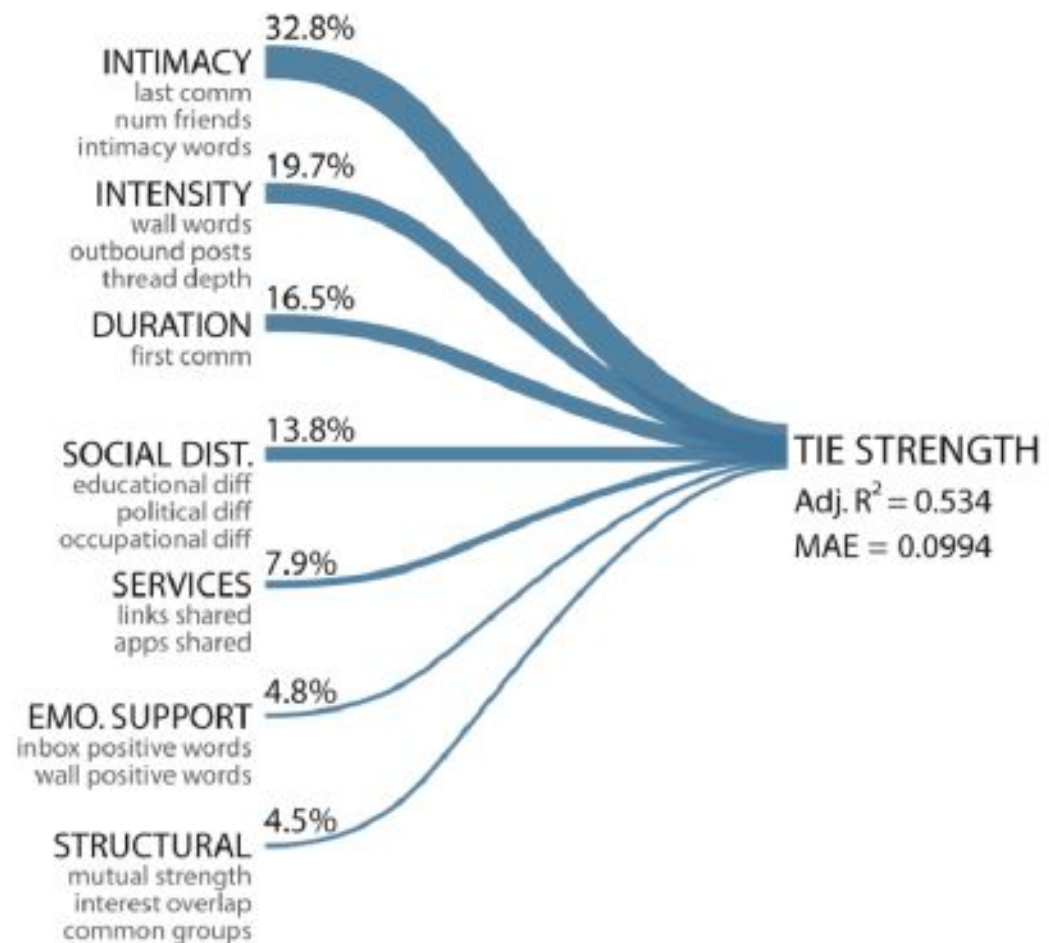 32.8%
INTIMACY
last comm
num friends
intimacy words
19.7%
INTENSITY
wall words
outbound posts
thread depth
16.5%
DURATION
first comm
13.8%
SOCIAL DIST.
educational diff
political diff
occupational diff
7.9%
SERVICES
links shared
apps shared
4.8%
EMO. SUPPORT
inbox positive words
wall positive words
4.5%
STRUCTURAL
mutual strength
interest overlap
common groups
TIE STRENGTH
Adj. R² = 0.534
MAE = 0.0994